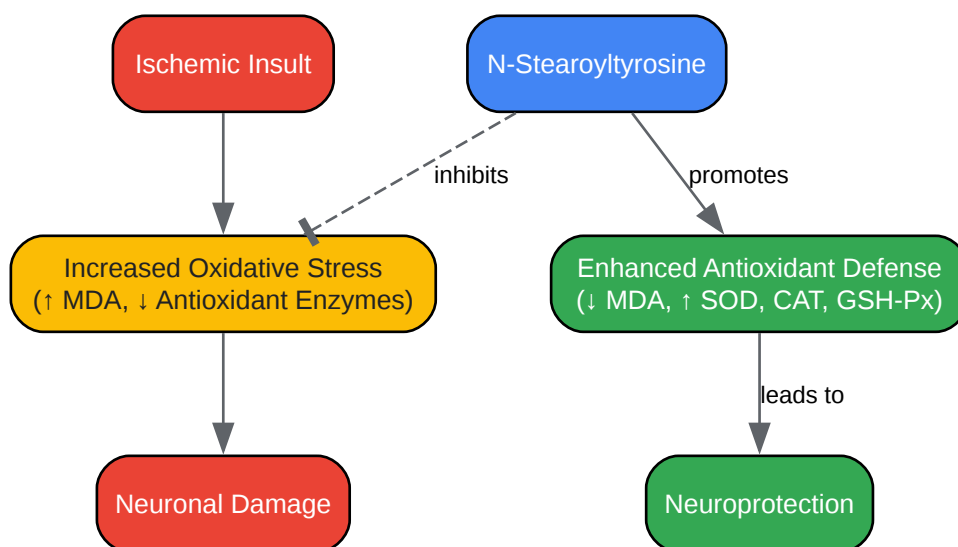 Ischemic Insult
N-Stearoyltyrosine
inhibits
promotes
Increased Oxidative Stress
(↑ MDA, ↓ Antioxidant Enzymes)
Enhanced Antioxidant Defense
(↓ MDA, ↑ SOD, CAT, GSH-Px)
leads to
Neuronal Damage
Neuroprotection